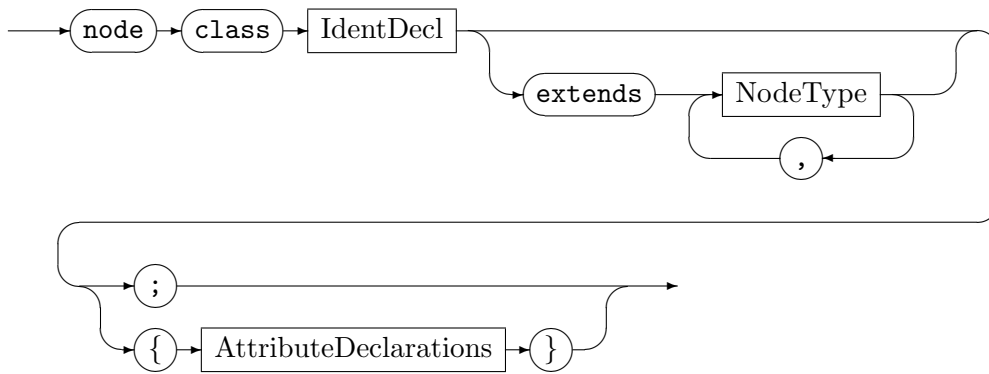 node class IdentDecl
extends NodeType
,
;
{ AttributeDeclarations }